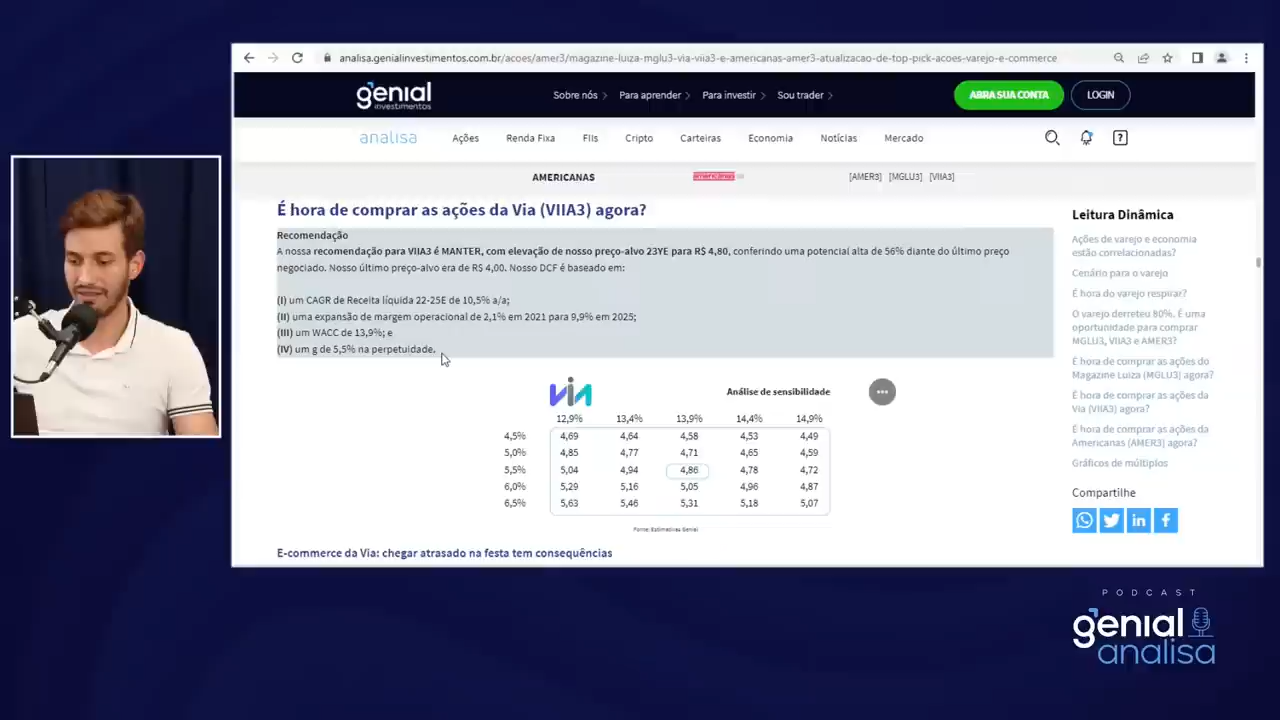 analisa.genialinvestimentos.com.br/acoes/amer3/magazine-luiza-mglu3-via-viia3-e-americanas-amer3-atualizacao-de-top-pick-acoes-varejo-e-commerce
genial
investimentos
Sobre nós
Para aprender
Para investir
Sou trader
ABRA SUA CONTA
LOGIN
analisa
Ações
Renda Fixa
FIIs
Cripto
Carteiras
Economia
Notícias
Mercado
AMERICANAS
americanas
[AMER3] [MGLU3] [VIIA3]
É hora de comprar as ações da Via (VIIA3) agora?
Recomendação
A nossa recomendação para VIIA3 é MANTER, com elevação de nosso preço-alvo 23YE para R$ 4,80, conferindo uma potencial alta de 56% diante do último preço
negociado. Nosso último preço-alvo era de R$ 4,00. Nosso DCF é baseado em:
(I) um CAGR de Receita líquida 22-25E de 10,5% a/a;
(II) uma expansão de margem operacional de 2,1% em 2021 para 9,9% em 2025;
(III) um WACC de 13,9%; e
(IV) um g de 5,5% na perpetuidade.
via
Análise de sensibilidade
12,9% 13,4% 13,9% 14,4% 14,9%
4,5% 4,69 4,64 4,58 4,53 4,49
5,0% 4,85 4,77 4,71 4,65 4,59
5,5% 5,04 4,94 4,86 4,78 4,72
6,0% 5,29 5,16 5,05 4,96 4,87
6,5% 5,63 5,46 5,31 5,18 5,07
Fonte: Estimativas Genial
E-commerce da Via: chegar atrasado na festa tem consequências
Leitura Dinâmica
Ações de varejo e economia
estão correlacionadas?
Cenário para o varejo
É hora do varejo respirar?
O varejo derreteu 80%. É uma
oportunidade para comprar
MGLU3, VIIA3 e AMER3?
É hora de comprar as ações do
Magazine Luiza (MGLU3) agora?
É hora de comprar as ações da
Via (VIIA3) agora?
É hora de comprar as ações da
Americanas (AMER3) agora?
Gráficos de múltiplos
Compartilhe
PODCAST
genial
analisa